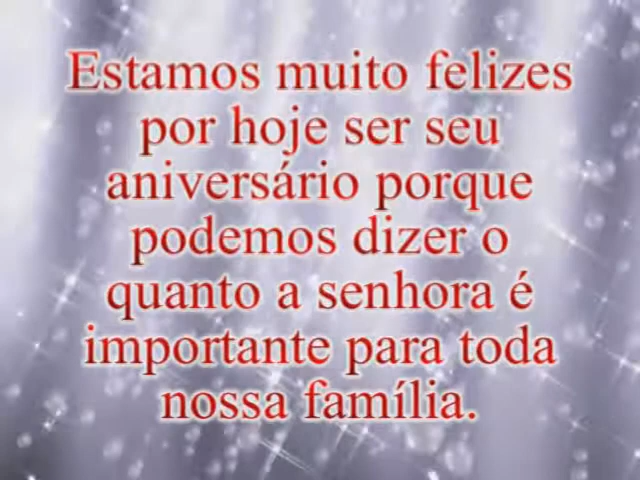 Estamos muito felizes
por hoje ser seu
aniversário porque
podemos dizer o
quanto a senhora é
importante para toda
nossa família.